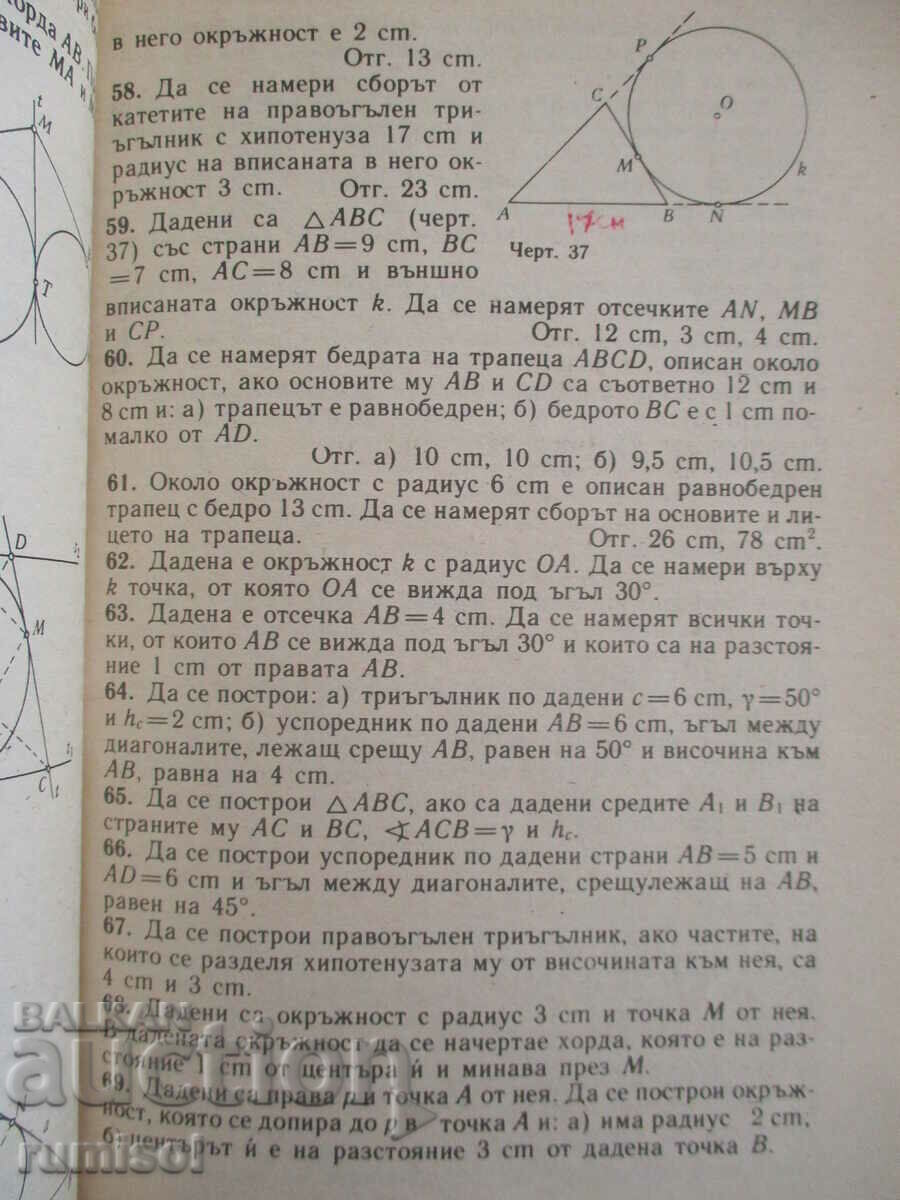 хорда АВ. П
вите МА и
t
M
T
D
t₁
M
t₁
C
t
N
в него окръжност е 2 cm.
Отг. 13 cm.
58. Да се намери сборът от
катетите на правоъгълен три-
ъгълник с хипотенуза 17 cm и
радиус на вписаната в него ок-
ръжност 3 cm. Отг. 23 cm.
59. Дадени са △ABC (черт.
37) със страни AB=9 cm, BC
=7 cm, AC=8 cm и външно
P
C
O
M
k
A
B
N
17см
Черт. 37
вписаната окръжност k. Да се намерят отсечките AN, MB
и CP. Отг. 12 cm, 3 cm, 4 cm.
60. Да се намерят бедрата на трапеца ABCD, описан около
окръжност, ако основите му AB и CD са съответно 12 cm и
8 cm и: а) трапецът е равнобедрен; б) бедрото BC е с 1 cm по-
малко от AD.
Отг. а) 10 cm, 10 cm; б) 9,5 cm, 10,5 cm.
61. Около окръжност с радиус 6 cm е описан равнобедрен
трапец с бедро 13 cm. Да се намерят сборът на основите и ли-
цето на трапеца. Отг. 26 cm, 78 cm².
62. Дадена е окръжност k с радиус OA. Да се намери върху
k точка, от която OA се вижда под ъгъл 30°.
63. Дадена е отсечка AB=4 cm. Да се намерят всички точ-
ки, от които AB се вижда под ъгъл 30° и които са на разстоя-
ние 1 cm от правата AB.
64. Да се построи: а) триъгълник по дадени c=6 cm, γ=50°
и h꜀=2 cm; б) успоредник по дадени AB=6 cm, ъгъл между
диагоналите, лежащ срещу AB, равен на 50° и височина към
AB, равна на 4 cm.
65. Да се построи △ABC, ако са дадени средите A₁ и B₁ на
страните му AC и BC, ∢ACB=γ и h꜀.
66. Да се построи успоредник по дадени страни AB=5 cm и
AD=6 cm и ъгъл между диагоналите, срещулежащ на AB,
равен на 45°.
67. Да се построи правоъгълен триъгълник, ако частите, на
които се разделя хипотенузата му от височината към нея, са
4 cm и 3 cm.
68. Дадени са окръжност с радиус 3 cm и точка M от нея.
В дадената окръжност да се начертае хорда, която е на раз-
стояние 1 cm от центъра ѝ и минава през M.
69. Дадени са права p и точка A от нея. Да се построи окръж-
ност, която се допира до p в точка A и: а) има радиус 2 cm,
б) центърът ѝ е на разстояние 3 cm от дадена точка B.
BALKAN
auction
rumisol